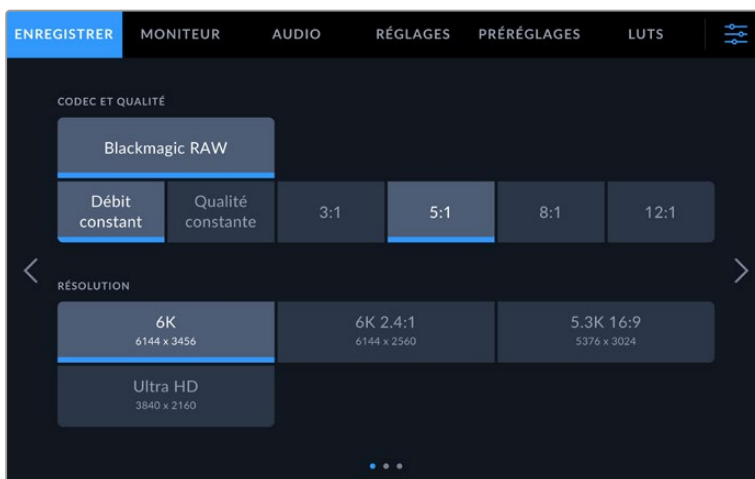 ENREGISTRER MONITEUR AUDIO RÉGLAGES PRÉRÉGLAGES LUTS
CODEC ET QUALITÉ
Blackmagic RAW
Débit constant Qualité constante 3:1 5:1 8:1 12:1
RÉSOLUTION
6K 6K 2.4:1 5.3K 16:9
6144 x 3456 6144 x 2560 5376 x 3024
Ultra HD
3840 x 2160